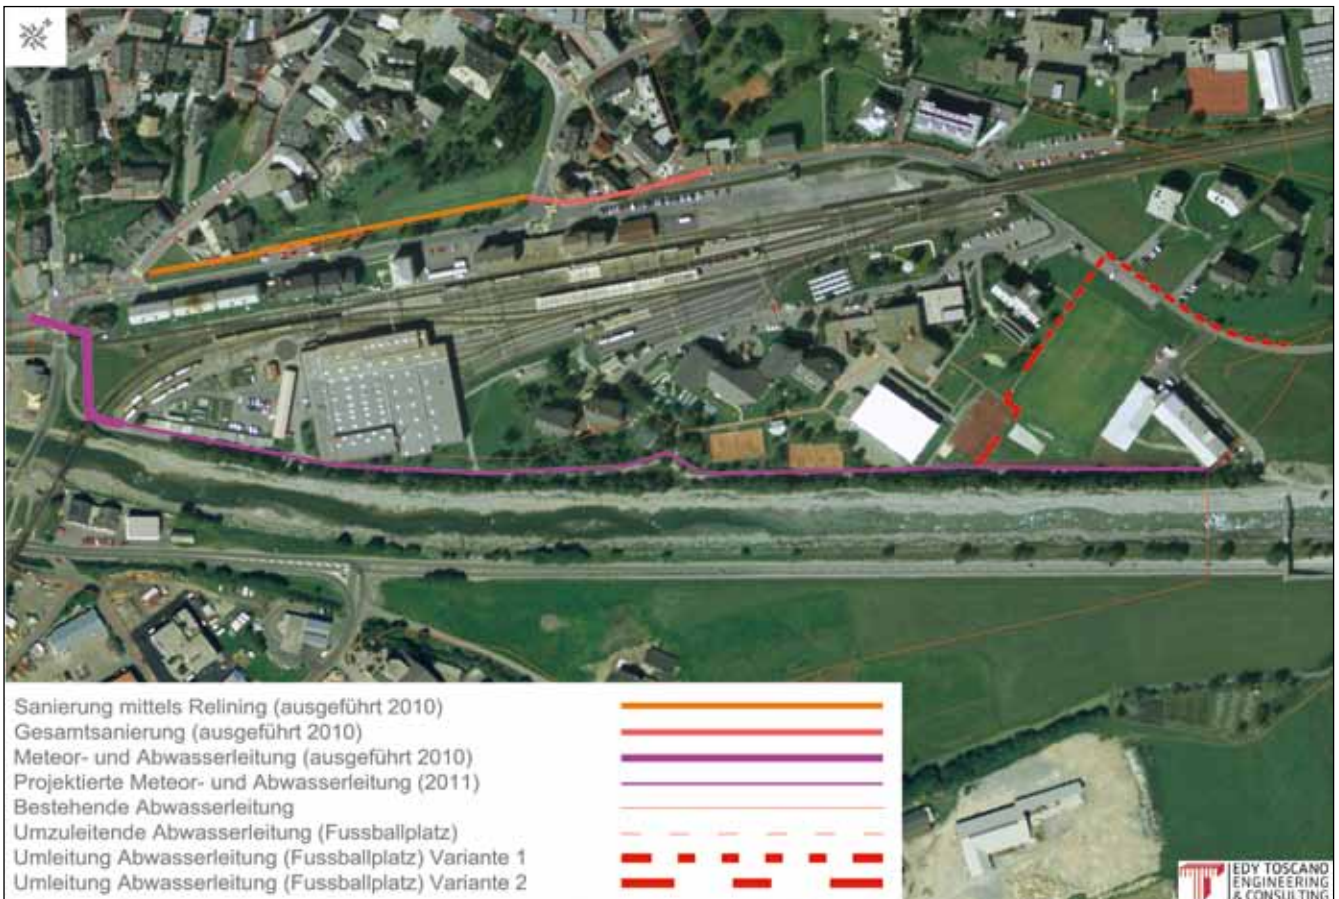 Sanierung mittels Relining (ausgeführt 2010)
Gesamtsanierung (ausgeführt 2010)
Meteor- und Abwasserleitung (ausgeführt 2010)
Projektierte Meteor- und Abwasserleitung (2011)
Bestehende Abwasserleitung
Umzuleitende Abwasserleitung (Fussballplatz)
Umleitung Abwasserleitung (Fussballplatz) Variante 1
Umleitung Abwasserleitung (Fussballplatz) Variante 2
EDY TOSCANO
ENGINEERING
& CONSULTING